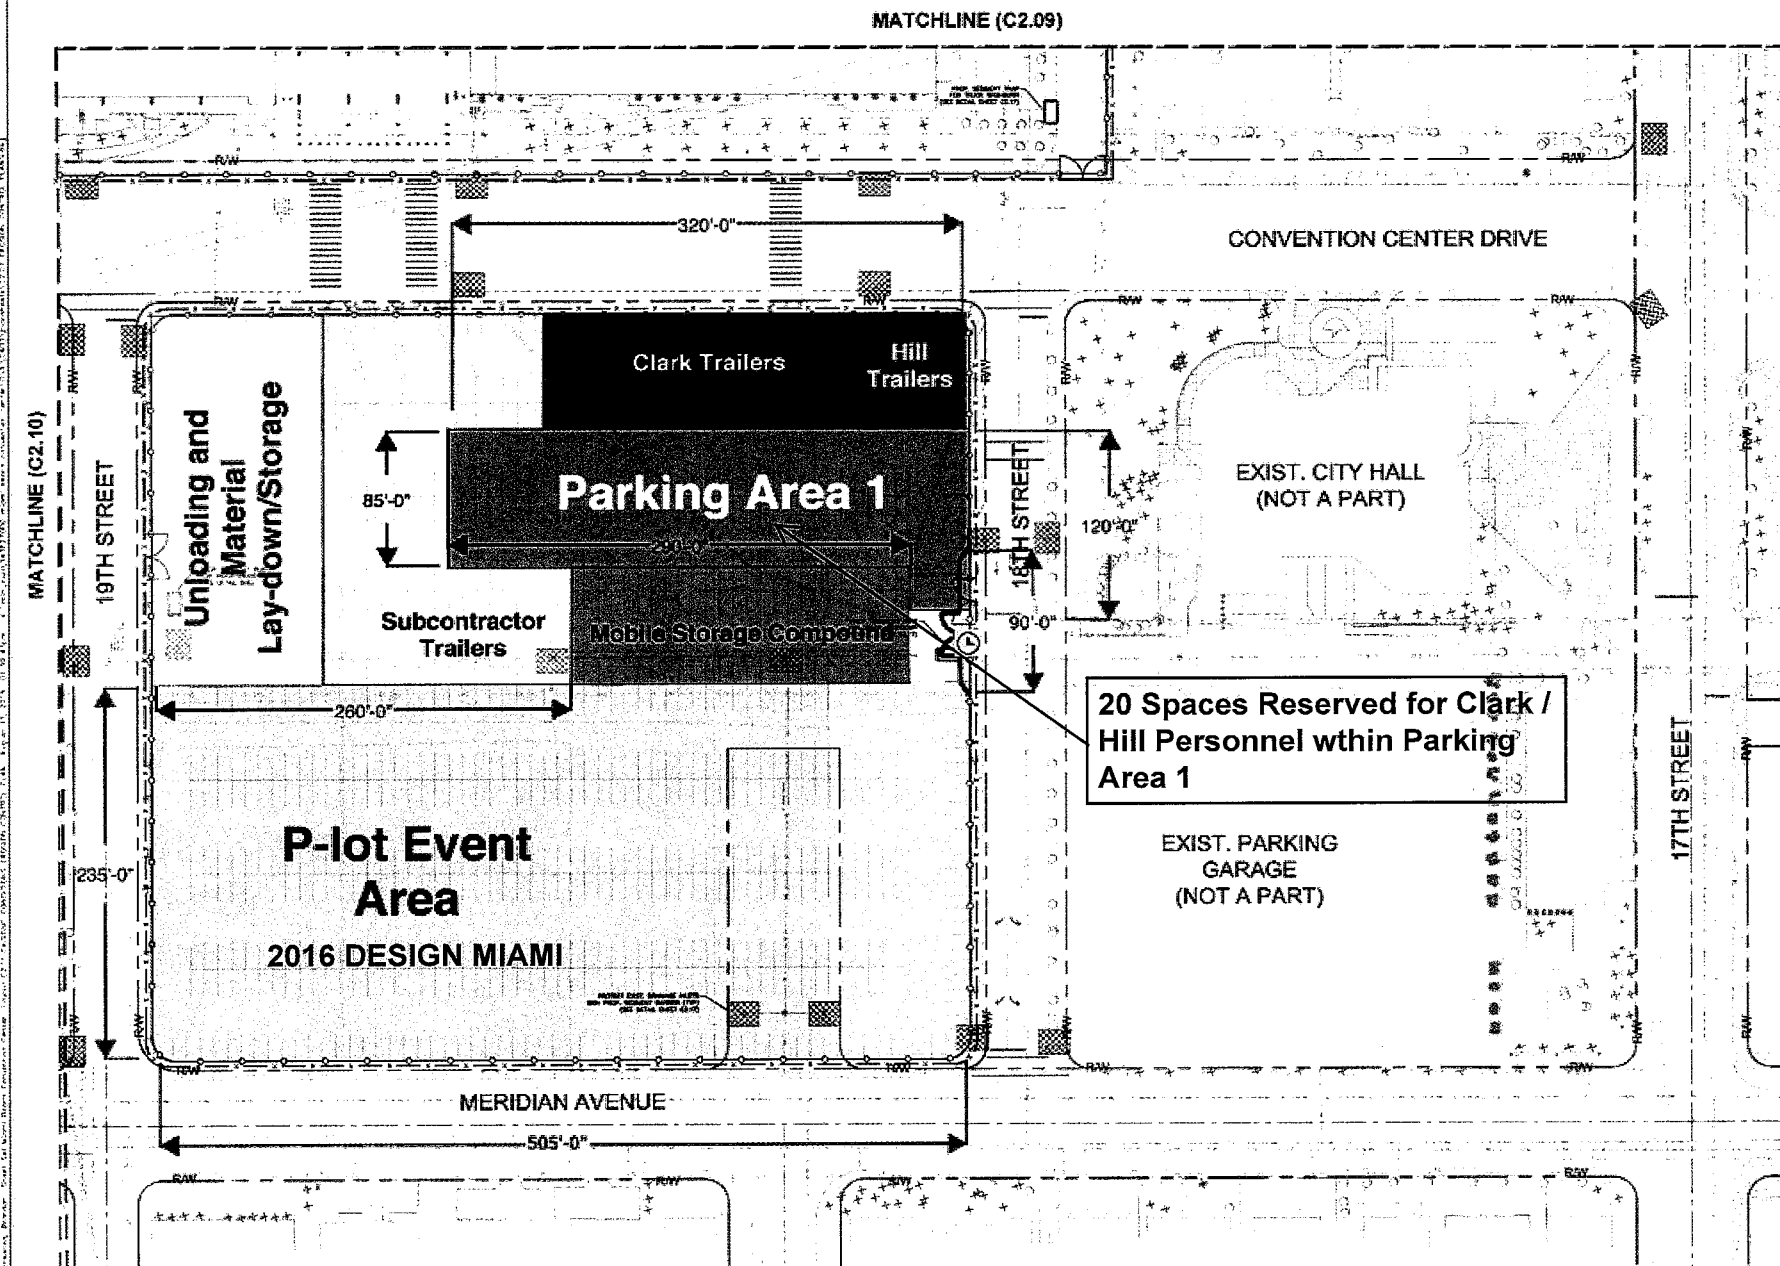 MATCHLINE (C2.09)
R/W
R/W
320'-0"
CONVENTION CENTER DRIVE
R/W
R/W
R/W
R/W
Clark Trailers
Hill
Trailers
R/W
R/W
R/W
R/W
MATCHLINE (C2.10)
19TH STREET
Unloading and
Material
Lay-down/Storage
85'-0"
Parking Area 1
290'-0"
18TH STREET
120'-0"
EXIST. CITY HALL
(NOT A PART)
Subcontractor
Trailers
Mobile Storage Compound
90'-0"
260'-0"
20 Spaces Reserved for Clark /
Hill Personnel wthin Parking
Area 1
17TH STREET
P-lot Event
Area
235'-0"
2016 DESIGN MIAMI
EXIST. PARKING
GARAGE
(NOT A PART)
R/W
R/W
R/W
R/W
R/W
R/W
R/W
R/W
MERIDIAN AVENUE
505'-0"
R/W
R/W
R/W
R/W